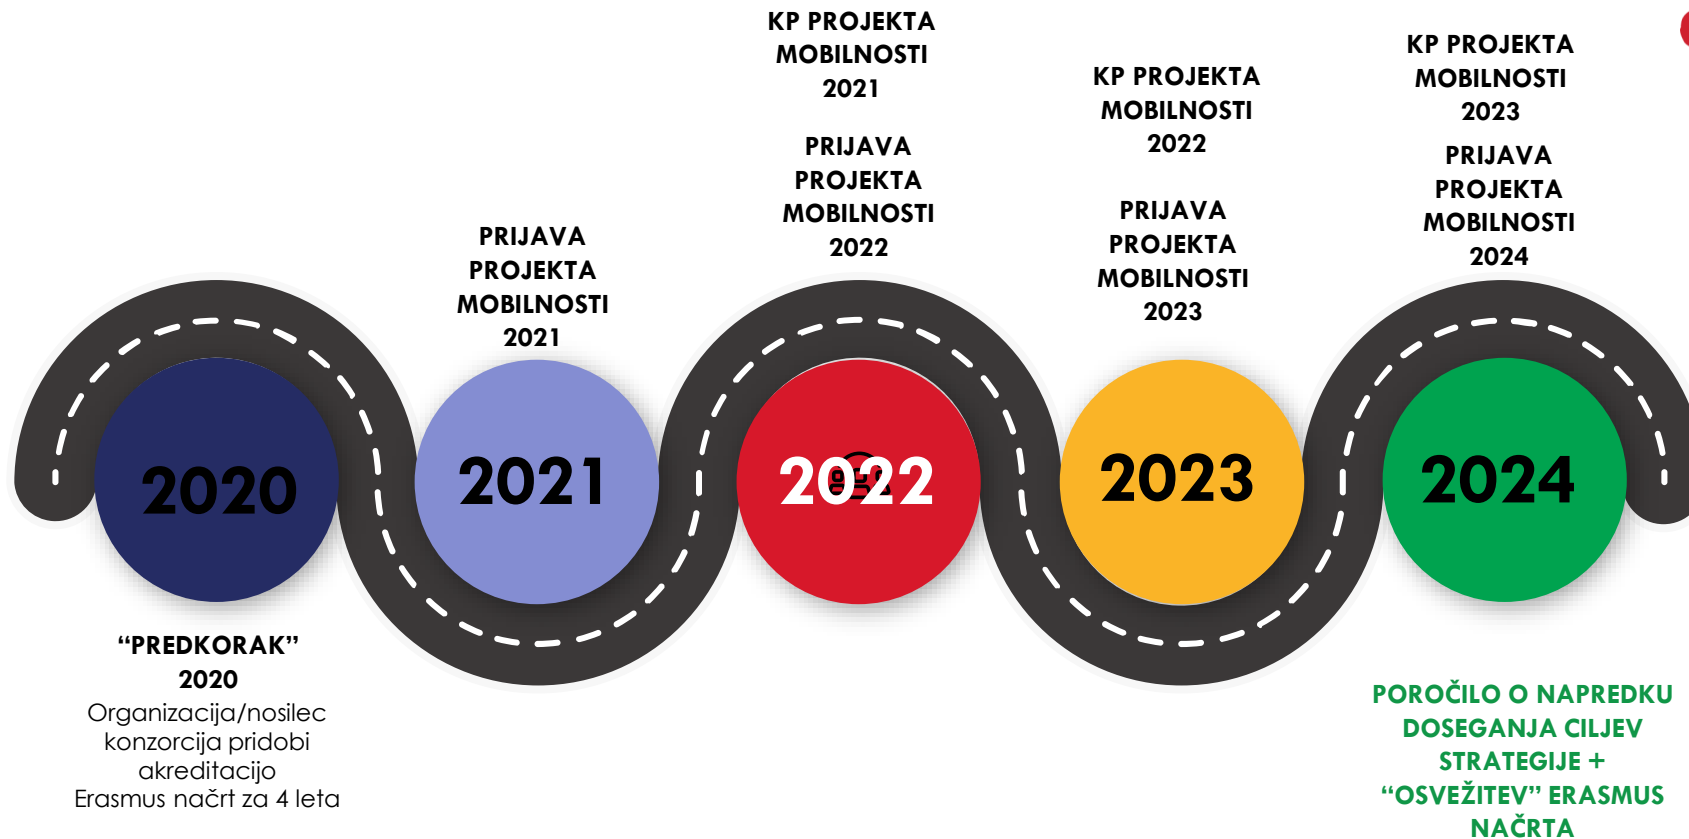 KP PROJEKTA
MOBILNOSTI
2021
PRIJAVA
PROJEKTA
MOBILNOSTI
2022
KP PROJEKTA
MOBILNOSTI
2022
PRIJAVA
PROJEKTA
MOBILNOSTI
2023
KP PROJEKTA
MOBILNOSTI
2023
PRIJAVA
PROJEKTA
MOBILNOSTI
2024
PRIJAVA
PROJEKTA
MOBILNOSTI
2021
2020
2021
2022
2023
2024
“PREDKORAK”
2020
Organizacija/nosilec
konzorcija pridobi
akreditacijo
Erasmus načrt za 4 leta
POROČILO O NAPREDKU
DOSEGANJA CILJEV
STRATEGIJE +
“OSVEŽITEV” ERASMUS
NAČRTA